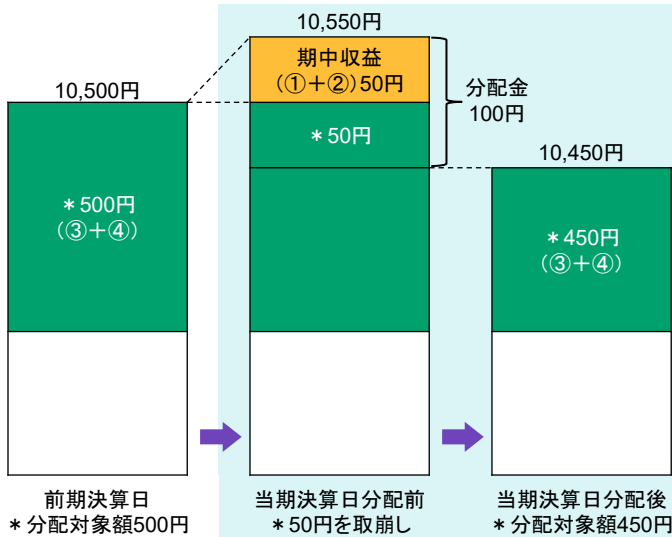 10,500円
＊500円
(③＋④)
前期決算日
＊分配対象額500円
10,550円
期中収益
(①＋②)50円
＊50円
分配金
100円
当期決算日分配前
＊50円を取崩し
10,450円
＊450円
(③＋④)
当期決算日分配後
＊分配対象額450円